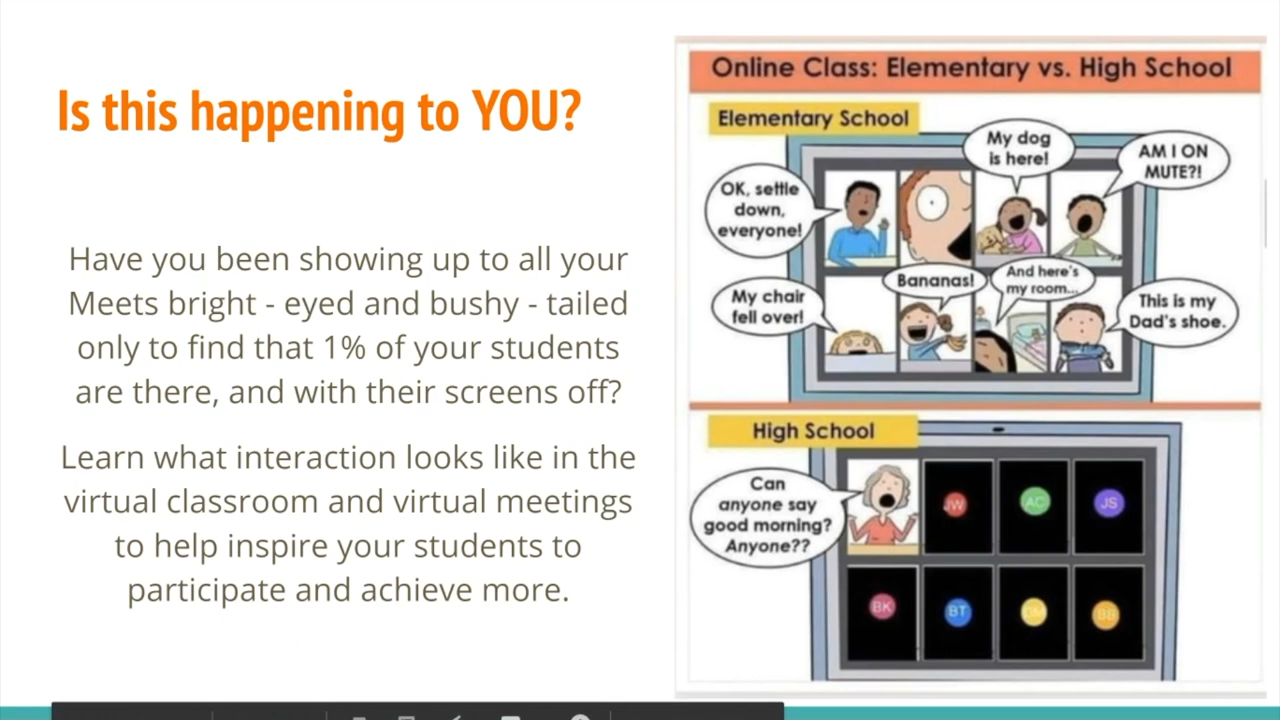 Is this happening to YOU?
Have you been showing up to all your
Meets bright - eyed and bushy - tailed
only to find that 1% of your students
are there, and with their screens off?
Learn what interaction looks like in the
virtual classroom and virtual meetings
to help inspire your students to
participate and achieve more.
Online Class: Elementary vs. High School
Elementary School
OK, settle
down,
everyone!
My dog
is here!
AM I ON
MUTE?!
My chair
fell over!
Bananas!
And here's
my room...
This is my
Dad's shoe.
High School
Can
anyone say
good morning?
Anyone??
JW
AC
JS
BK
BT
BB